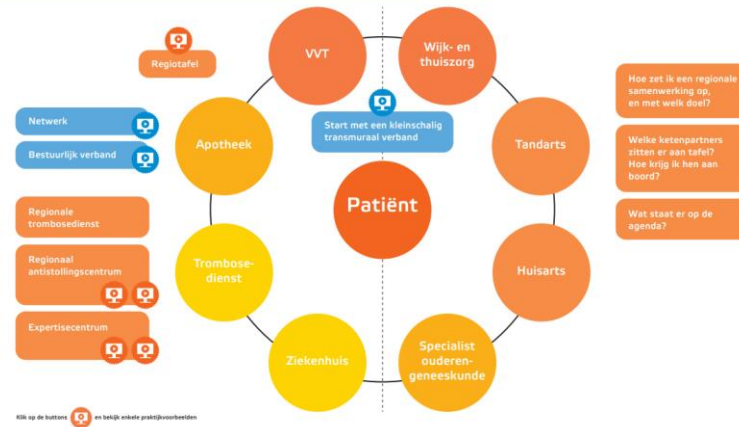 Regiotafel
VVT
Wijk- en
thuiszorg
Netwerk
Bestuurlijk verband
Apotheek
Start met een kleinschalig
transmuraal verband
Tandarts
Hoe zet ik een regionale
samenwerking op,
en met welk doel?
Welke ketenpartners
zitten er aan tafel?
Hoe krijg ik hen aan
boord?
Wat staat er op de
agenda?
Patiënt
Regionale
trombosedienst
Regionaal
antistollingscentrum
Expertisecentrum
Trombose-
dienst
Huisarts
Ziekenhuis
Specialist
ouderen-
geneeskunde
Klik op de buttons en bekijk enkele praktijkvoorbeelden